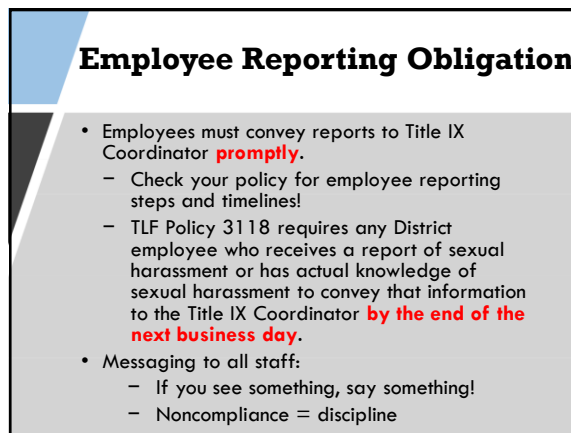 Employee Reporting Obligation
• Employees must convey reports to Title IX
Coordinator promptly.
– Check your policy for employee reporting
steps and timelines!
– TLF Policy 3118 requires any District
employee who receives a report of sexual
harassment or has actual knowledge of
sexual harassment to convey that information
to the Title IX Coordinator by the end of the
next business day.
• Messaging to all staff:
– If you see something, say something!
– Noncompliance = discipline